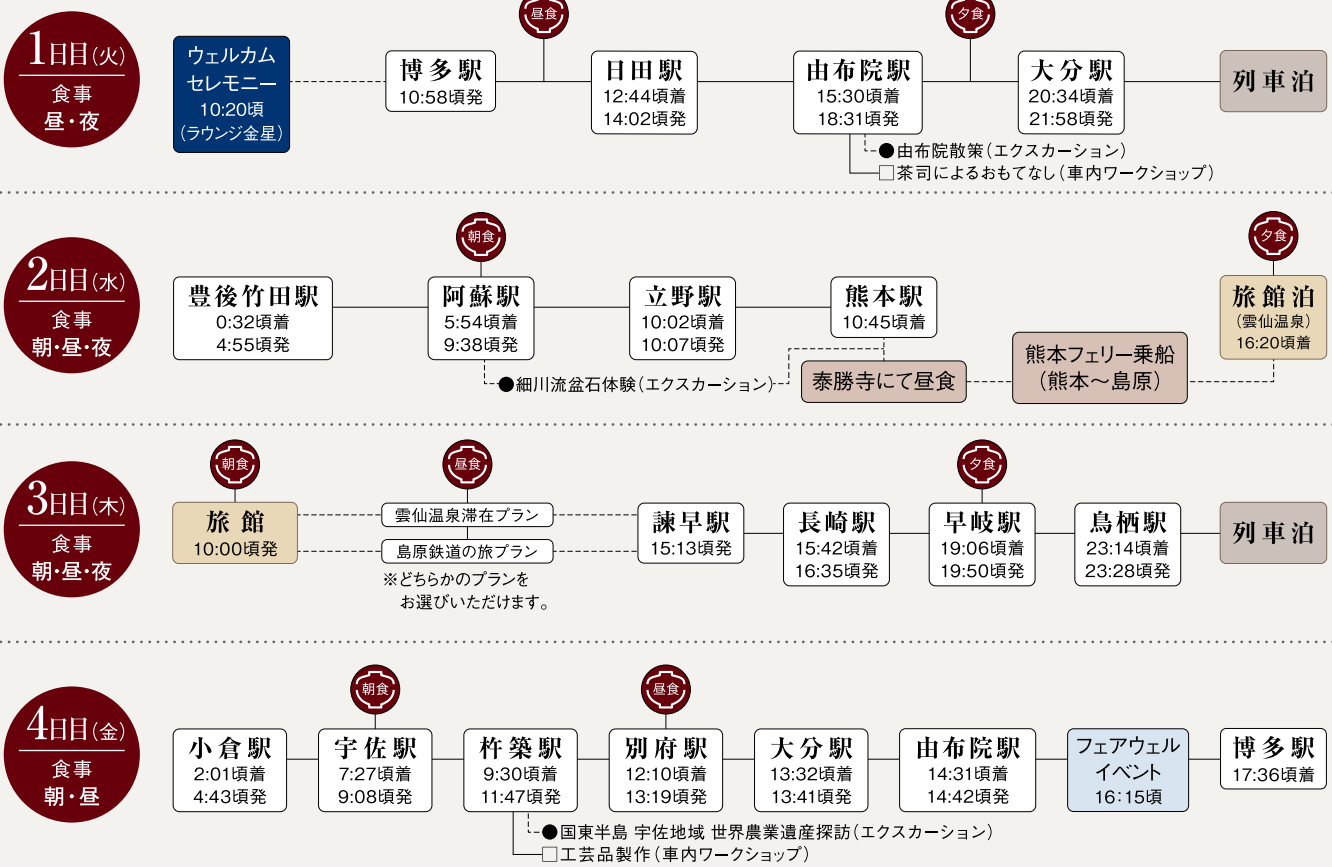 1日目(火)
食事
昼・夜
ウェルカム
セレモニー
10:20頃
(ラウンジ金星)
博多駅
10:58頃発
昼食
日田駅
12:44頃着
14:02頃発
由布院駅
15:30頃着
18:31頃発
夕食
大分駅
20:34頃着
21:58頃発
列車泊
●由布院散策(エクスカーション)
□茶司によるおもてなし(車内ワークショップ)
2日目(水)
食事
朝・昼・夜
豊後竹田駅
0:32頃着
4:55頃発
朝食
阿蘇駅
5:54頃着
9:38頃発
立野駅
10:02頃着
10:07頃発
熊本駅
10:45頃着
●細川流盆石体験(エクスカーション)
泰勝寺にて昼食
熊本フェリー乗船
(熊本〜島原)
夕食
旅館泊
(雲仙温泉)
16:20頃着
3日目(木)
食事
朝・昼・夜
朝食
旅館
10:00頃発
昼食
雲仙温泉滞在プラン
島原鉄道の旅プラン
※どちらかのプランを
お選びいただけます。
諫早駅
15:13頃発
長崎駅
15:42頃着
16:35頃発
夕食
早岐駅
19:06頃着
19:50頃発
鳥栖駅
23:14頃着
23:28頃発
列車泊
4日目(金)
食事
朝・昼
小倉駅
2:01頃着
4:43頃発
朝食
宇佐駅
7:27頃着
9:08頃発
杵築駅
9:30頃着
11:47頃発
昼食
別府駅
12:10頃着
13:19頃発
大分駅
13:32頃着
13:41頃発
由布院駅
14:31頃着
14:42頃発
フェアウェル
イベント
16:15頃
博多駅
17:36頃着
●国東半島 宇佐地域 世界農業遺産探訪(エクスカーション)
□工芸品製作(車内ワークショップ)